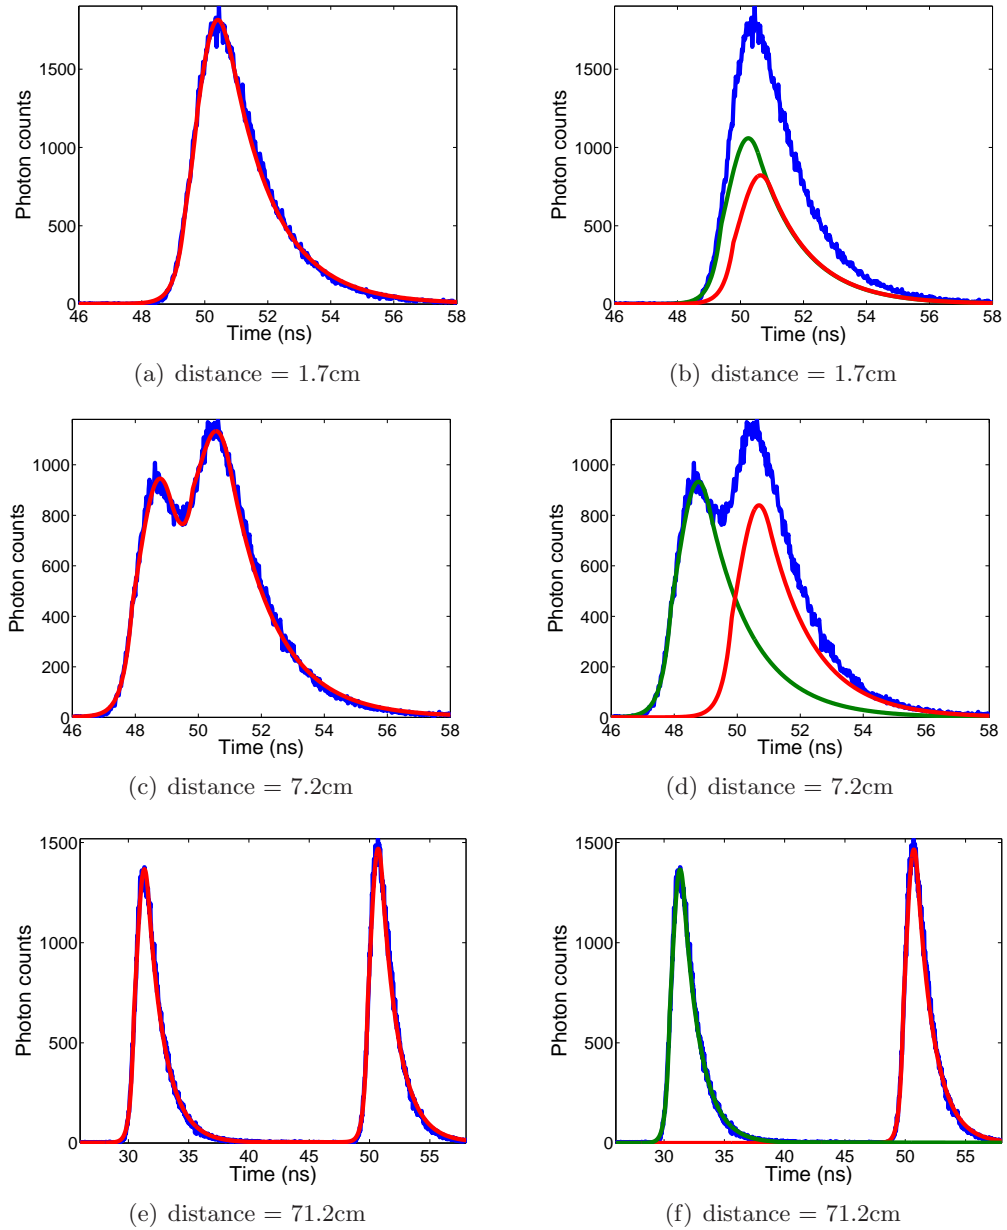 Photon counts
1500
1000
500
0
46 48 50 52 54 56 58
Time (ns)
(a) distance = 1.7cm
Photon counts
1500
1000
500
0
46 48 50 52 54 56 58
Time (ns)
(b) distance = 1.7cm
Photon counts
1000
800
600
400
200
0
46 48 50 52 54 56 58
Time (ns)
(c) distance = 7.2cm
Photon counts
1000
800
600
400
200
0
46 48 50 52 54 56 58
Time (ns)
(d) distance = 7.2cm
Photon counts
1500
1000
500
0
30 35 40 45 50 55
Time (ns)
(e) distance = 71.2cm
Photon counts
1500
1000
500
0
30 35 40 45 50 55
Time (ns)
(f) distance = 71.2cm